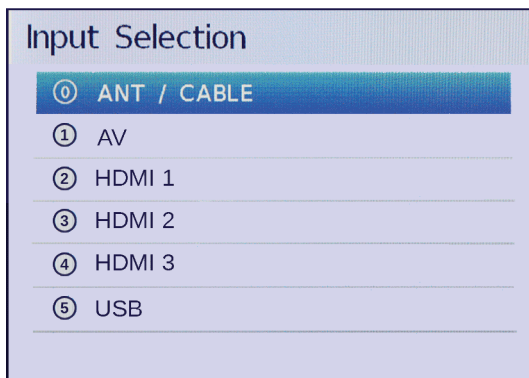 Input Selection
0 ANT / CABLE
1 AV
2 HDMI 1
3 HDMI 2
4 HDMI 3
5 USB